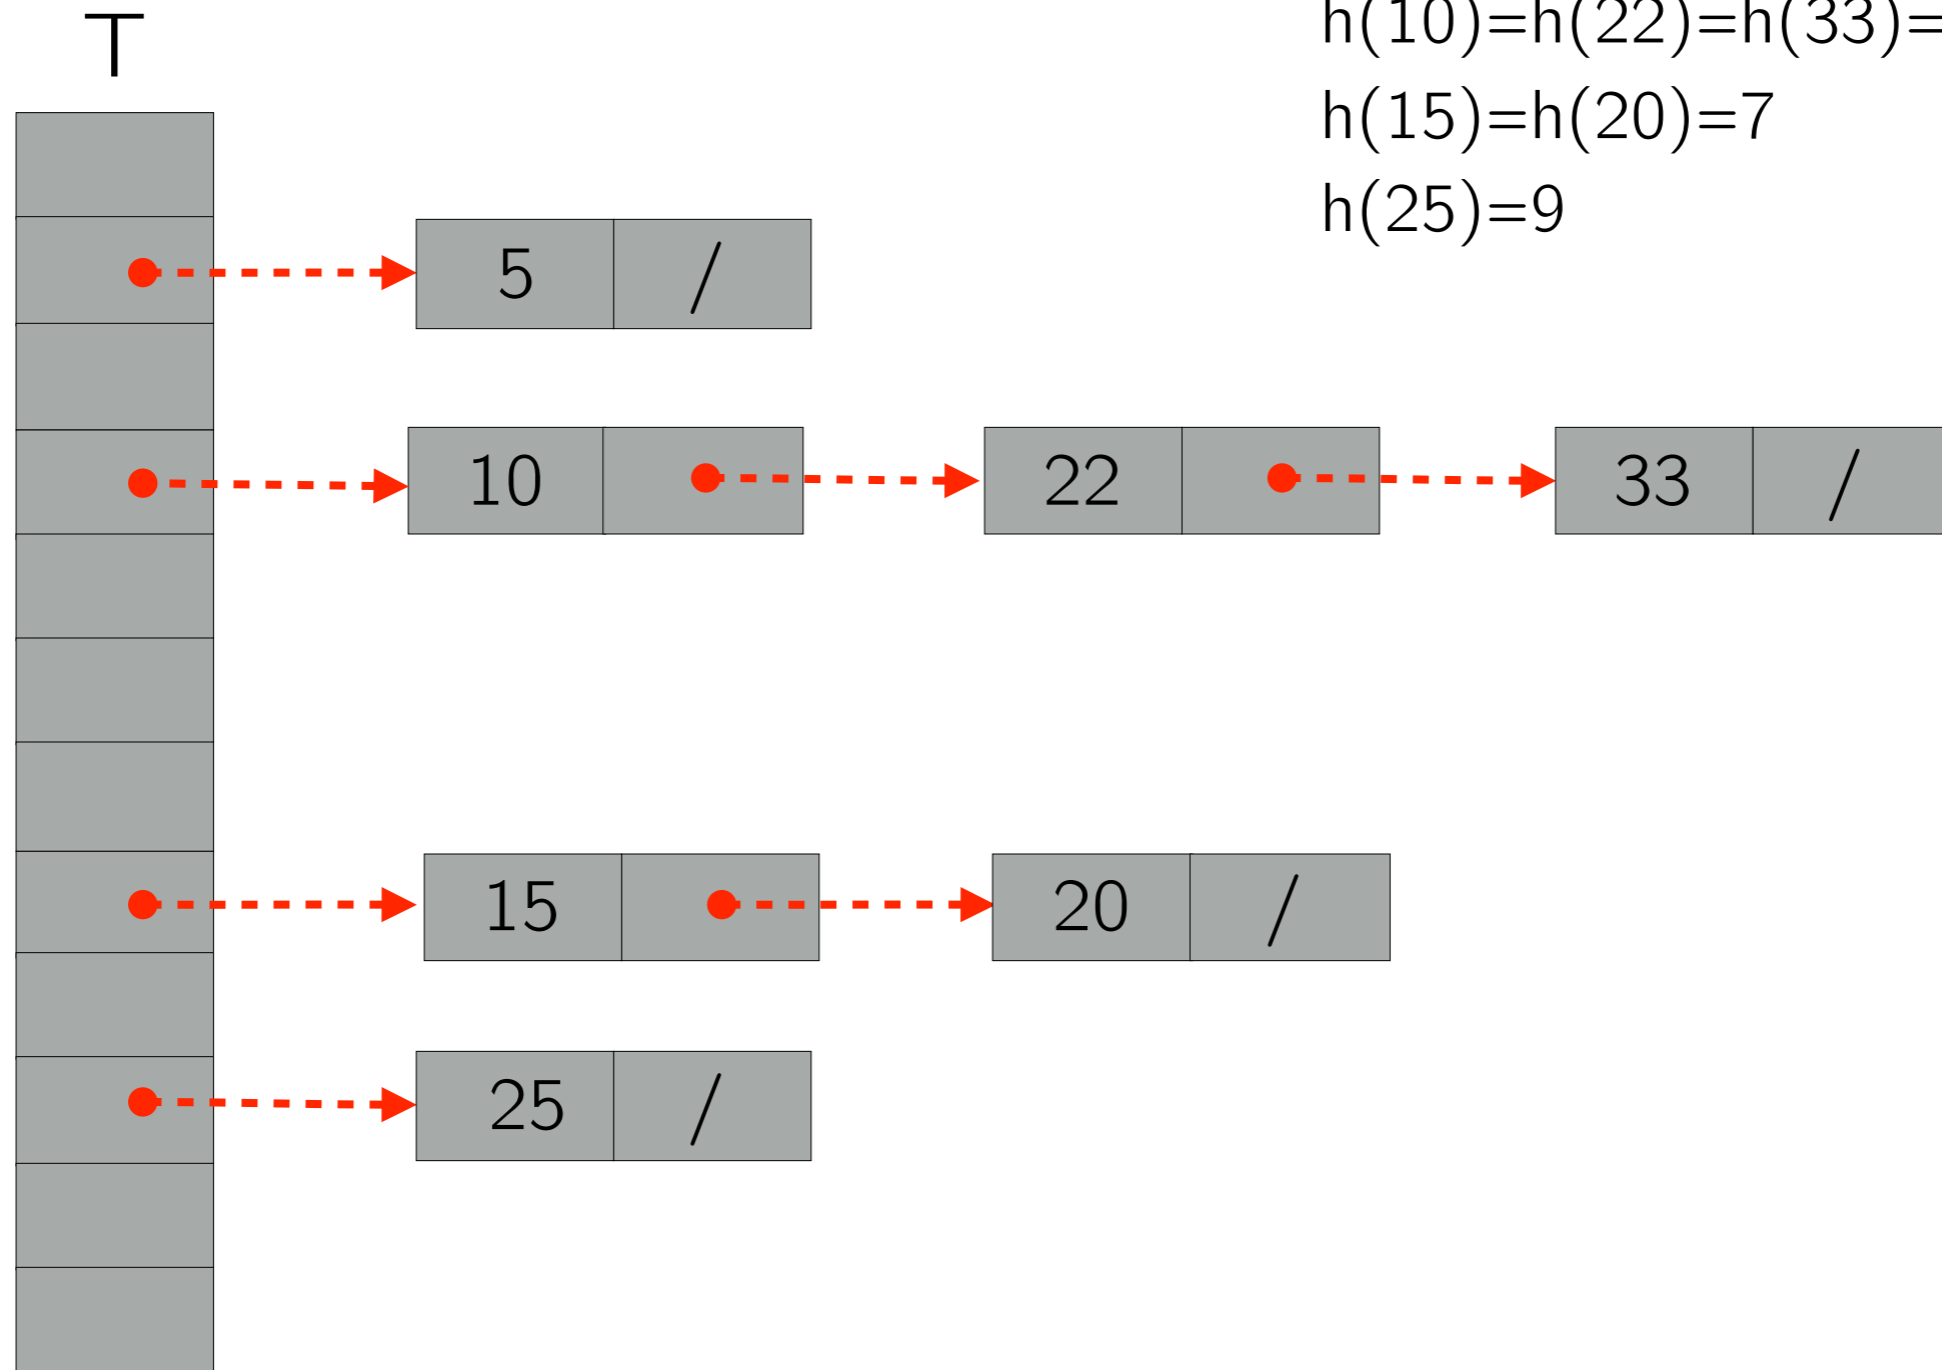 T
h(10)=h(22)=h(33)=
h(15)=h(20)=7
h(25)=9
5 /
10 22 33 /
15 20 /
25 /